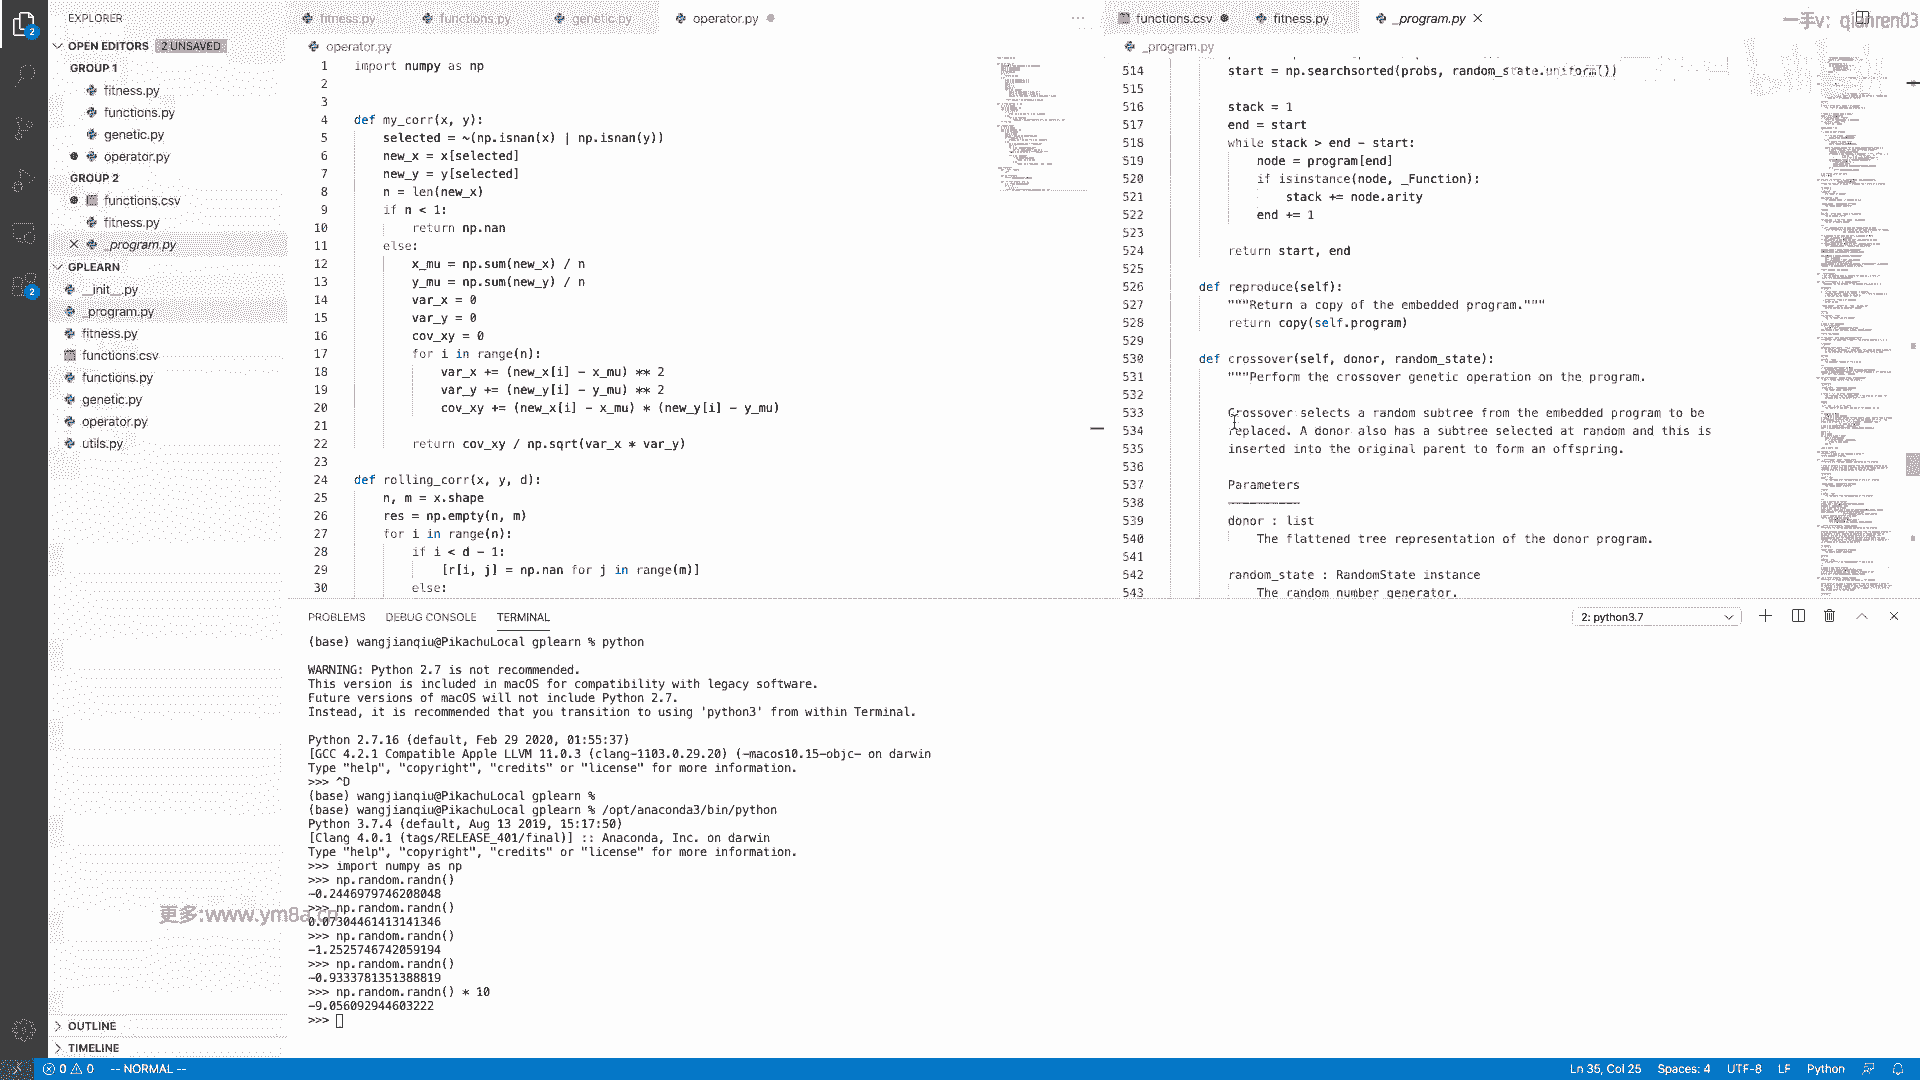 EXPLORER
OPEN EDITORS 2 UNSAVED
GROUP 1
fitness.py
functions.py
genetic.py
operator.py
GROUP 2
functions.csv
fitness.py
_program.py
GPLEARN
__init__.py
_program.py
fitness.py
functions.csv
functions.py
genetic.py
operator.py
utils.py
OUTLINE
TIMELINE
fitness.py functions.py genetic.py operator.py
operator.py
1 import numpy as np
2
3
4 def my_corr(x, y):
5 selected = ~(np.isnan(x) | np.isnan(y))
6 new_x = x[selected]
7 new_y = y[selected]
8 n = len(new_x)
9 if n < 1:
10 return np.nan
11 else:
12 x_mu = np.sum(new_x) / n
13 y_mu = np.sum(new_y) / n
14 var_x = 0
15 var_y = 0
16 cov_xy = 0
17 for i in range(n):
18 var_x += (new_x[i] - x_mu) ** 2
19 var_y += (new_y[i] - y_mu) ** 2
20 cov_xy += (new_x[i] - x_mu) * (new_y[i] - y_mu)
21
22 return cov_xy / np.sqrt(var_x * var_y)
23
24 def rolling_corr(x, y, d):
25 n, m = x.shape
26 res = np.empty(n, m)
27 for i in range(n):
28 if i < d - 1:
29 [r[i, j] = np.nan for j in range(m)]
30 else:
functions.csv fitness.py _program.py
一手v: qianren03
_program.py
514 start = np.searchsorted(probs, random_state.uniform())
515
516 stack = 1
517 end = start
518 while stack > end - start:
519 node = program[end]
520 if isinstance(node, _Function):
521 stack += node.arity
522 end += 1
523
524 return start, end
525
526 def reproduce(self):
527 """Return a copy of the embedded program."""
528 return copy(self.program)
529
530 def crossover(self, donor, random_state):
531 """Perform the crossover genetic operation on the program.
532
533 Crossover selects a random subtree from the embedded program to be
534 replaced. A donor also has a subtree selected at random and this is
535 inserted into the original parent to form an offspring.
536
537 Parameters
538 ----------
539 donor : list
540 The flattened tree representation of the donor program.
541
542 random_state : RandomState instance
543 The random number generator.
PROBLEMS DEBUG CONSOLE TERMINAL 2: python3.7
(base) wangjianqiu@PikachuLocal gplearn % python
WARNING: Python 2.7 is not recommended.
This version is included in macOS for compatibility with legacy software.
Future versions of macOS will not include Python 2.7.
Instead, it is recommended that you transition to using 'python3' from within Terminal.
Python 2.7.16 (default, Feb 29 2020, 01:55:37)
[GCC 4.2.1 Compatible Apple LLVM 11.0.3 (clang-1103.0.29.20) (-macos10.15-objc- on darwin
Type "help", "copyright", "credits" or "license" for more information.
>>> ^D
(base) wangjianqiu@PikachuLocal gplearn %
(base) wangjianqiu@PikachuLocal gplearn % /opt/anaconda3/bin/python
Python 3.7.4 (default, Aug 13 2019, 15:17:50)
[Clang 4.0.1 (tags/RELEASE_401/final)] :: Anaconda, Inc. on darwin
Type "help", "copyright", "credits" or "license" for more information.
>>> import numpy as np
>>> np.random.randn()
-0.2446979746208048
>>> np.random.randn()
0.07304461413141346
>>> np.random.randn()
-1.2525746742059194
>>> np.random.randn()
-0.9333781351388819
>>> np.random.randn() * 10
-9.056092944603222
>>>
更多:www.ym8a.cn
0 0 -- NORMAL --
Ln 35, Col 25 Spaces: 4 UTF-8 LF Python